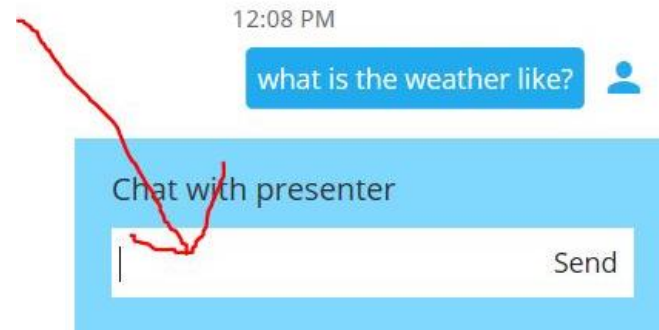 12:08 PM
what is the weather like?
Chat with presenter
Send